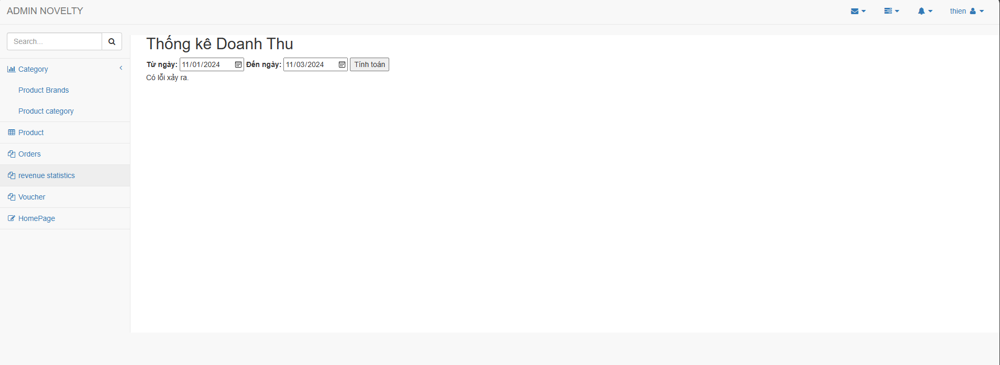 ADMIN NOVELTY
thien
Search...
Category
Product Brands
Product category
Product
Orders
revenue statistics
Voucher
HomePage
Thống kê Doanh Thu
Từ ngày: 11/01/2024 Đến ngày: 11/03/2024 Tính toán
Có lỗi xảy ra.